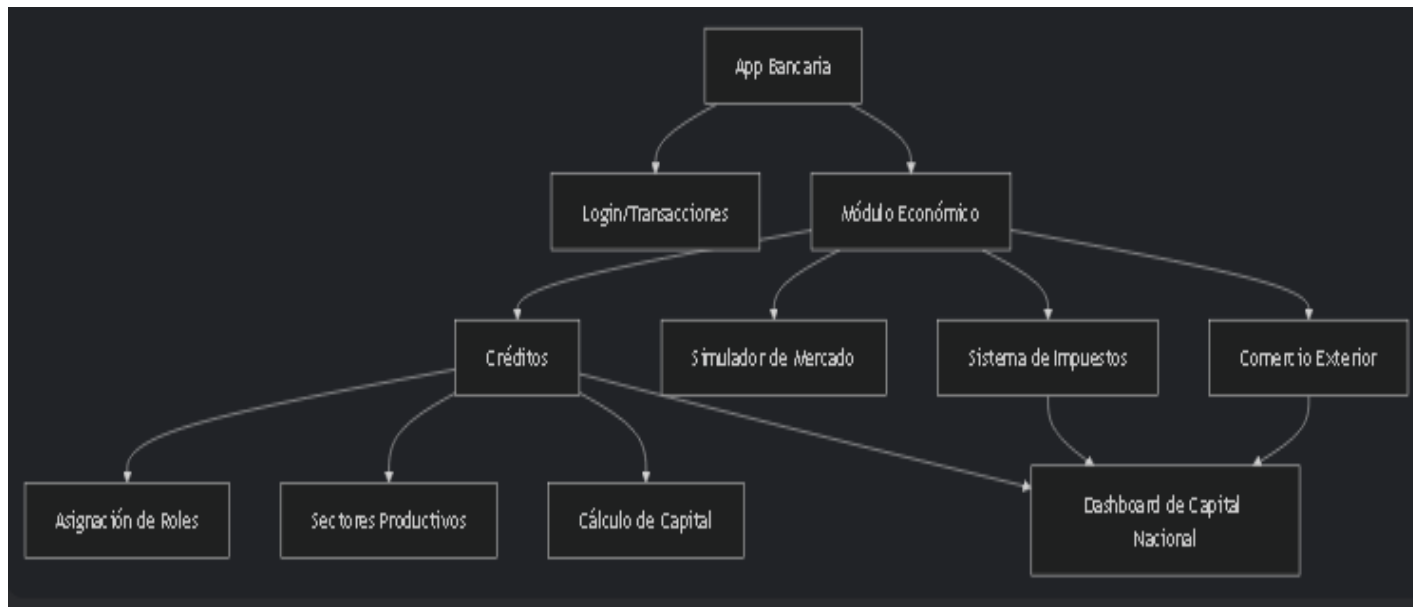 App Bancaria
Login/Transacciones
Módulo Económico
Créditos
Simulador de Mercado
Sistema de Impuestos
Comercio Exterior
Asignación de Roles
Sectores Productivos
Cálculo de Capital
Dashboard de Capital
Nacional